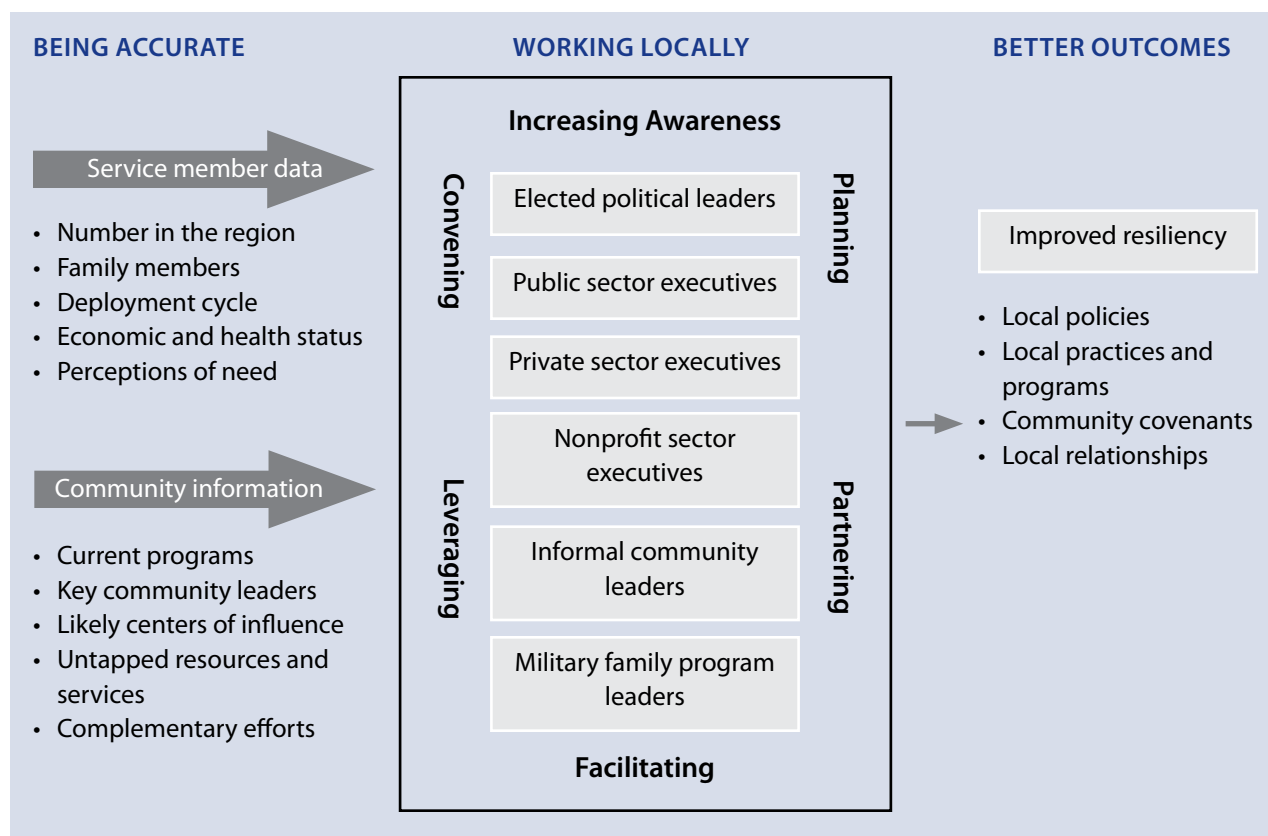 BEING ACCURATE
Service member data
• Number in the region
• Family members
• Deployment cycle
• Economic and health status
• Perceptions of need
Community information
• Current programs
• Key community leaders
• Likely centers of influence
• Untapped resources and
services
• Complementary efforts
WORKING LOCALLY
Increasing Awareness
Convening
Leveraging
Elected political leaders
Public sector executives
Private sector executives
Nonprofit sector
executives
Informal community
leaders
Military family program
leaders
Planning
Partnering
Facilitating
BETTER OUTCOMES
Improved resiliency
• Local policies
• Local practices and
programs
• Community covenants
• Local relationships